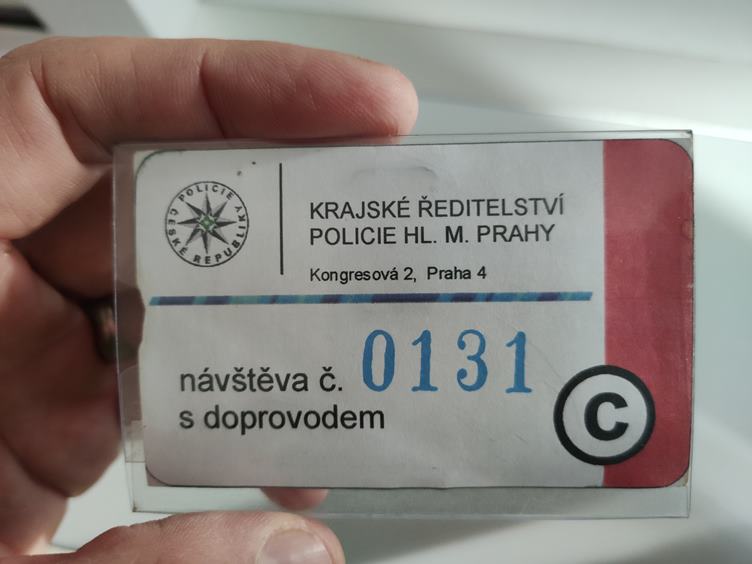 POLICIE ČESKÉ REPUBLIKY
KRAJSKÉ ŘEDITELSTVÍ
POLICIE HL. M. PRAHY
Kongresová 2, Praha 4
návštěva č. 0131
s doprovodem
C